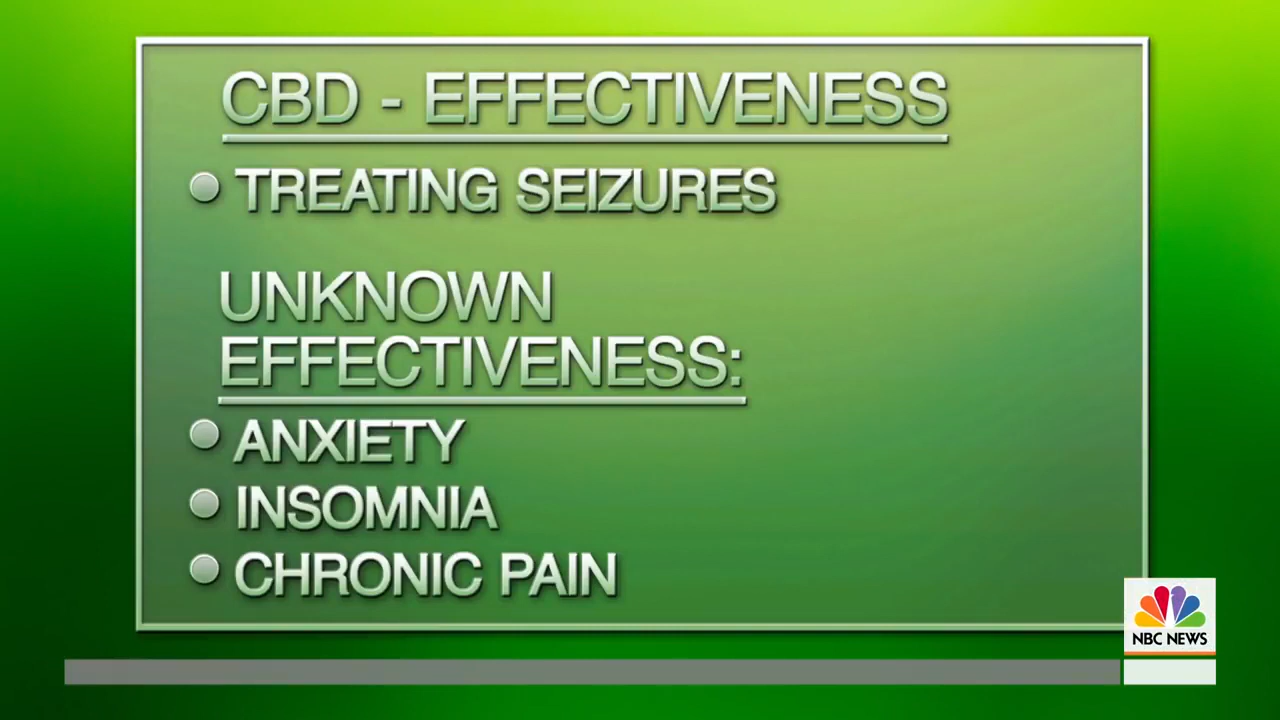 CBD - EFFECTIVENESS
TREATING SEIZURES
UNKNOWN
EFFECTIVENESS:
ANXIETY
INSOMNIA
CHRONIC PAIN
NBC NEWS